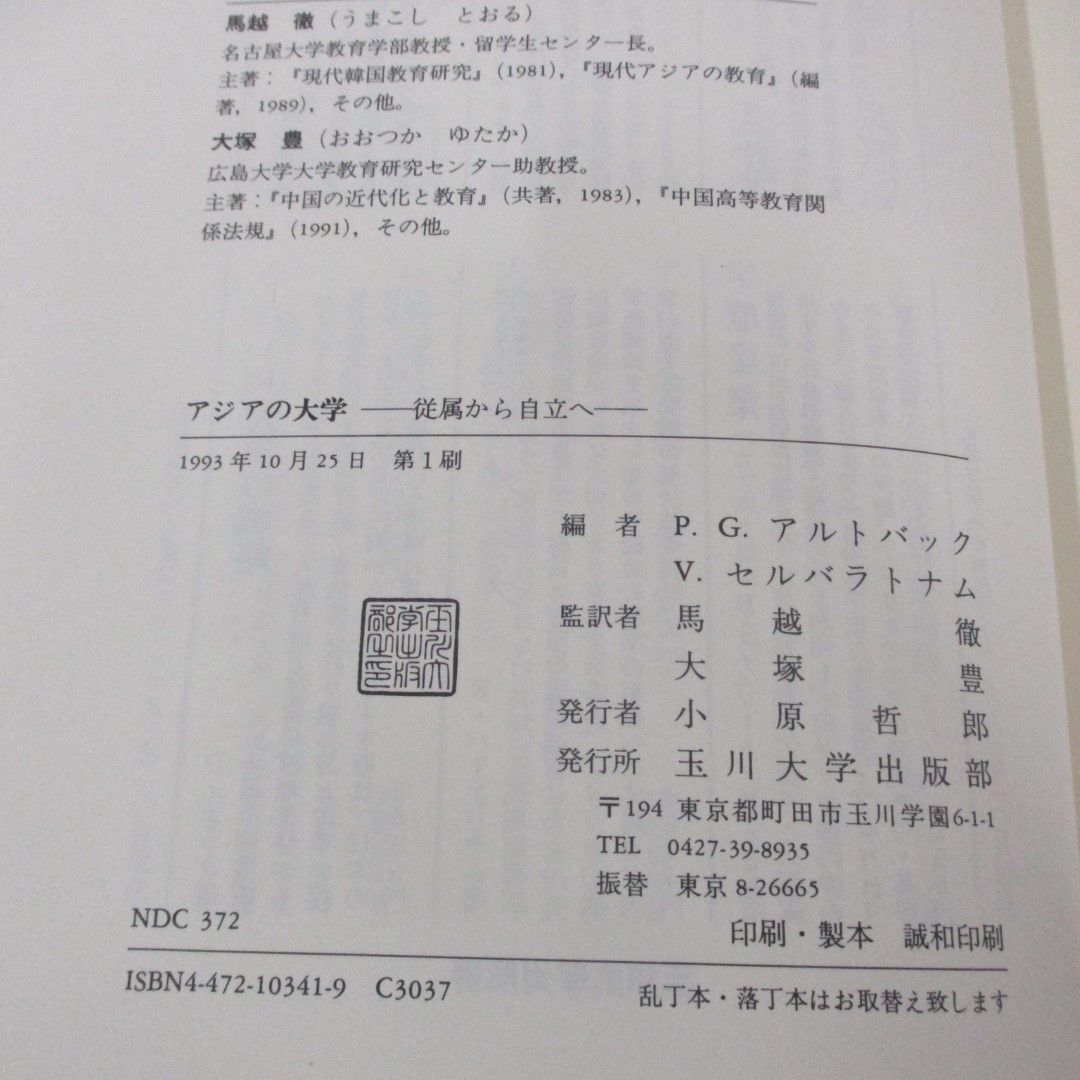 馬越　徹（うまこし　とおる）
名古屋大学教育学部教授・留学生センター長。
主著：『現代韓国教育研究』（1981），『現代アジアの教育』（編
著，1989），その他。
大塚　豊（おおつか　ゆたか）
広島大学大学教育研究センター助教授。
主著：『中国の近代化と教育』（共著，1983），『中国高等教育関
係法規』（1991），その他。
アジアの大学 ――従属から自立へ――
1993年10月25日　第1刷
編　者　P. G. アルトバック
V. セルバラトナム
監訳者　馬　越　徹
大　塚　豊
発行者　小　原　哲　郎
発行所　玉川大学出版部
〒194 東京都町田市玉川学園6-1-1
TEL 0427-39-8935
振替　東京 8-26665
玉川大学出版部之印
NDC 372
印刷・製本　誠和印刷
ISBN4-472-10341-9 C3037
乱丁本・落丁本はお取替え致します